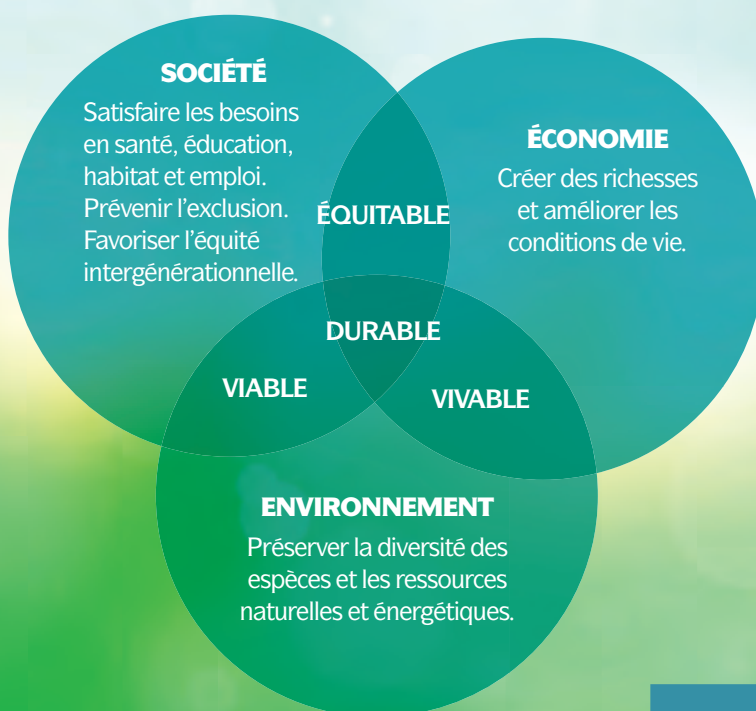 SOCIÉTÉ
Satisfaire les besoins
en santé, éducation,
habitat et emploi.
Prévenir l’exclusion.
Favoriser l’équité
intergénérationnelle.
ÉCONOMIE
Créer des richesses
et améliorer les
conditions de vie.
ÉQUITABLE
DURABLE
VIABLE
VIVABLE
ENVIRONNEMENT
Préserver la diversité des
espèces et les ressources
naturelles et énergétiques.